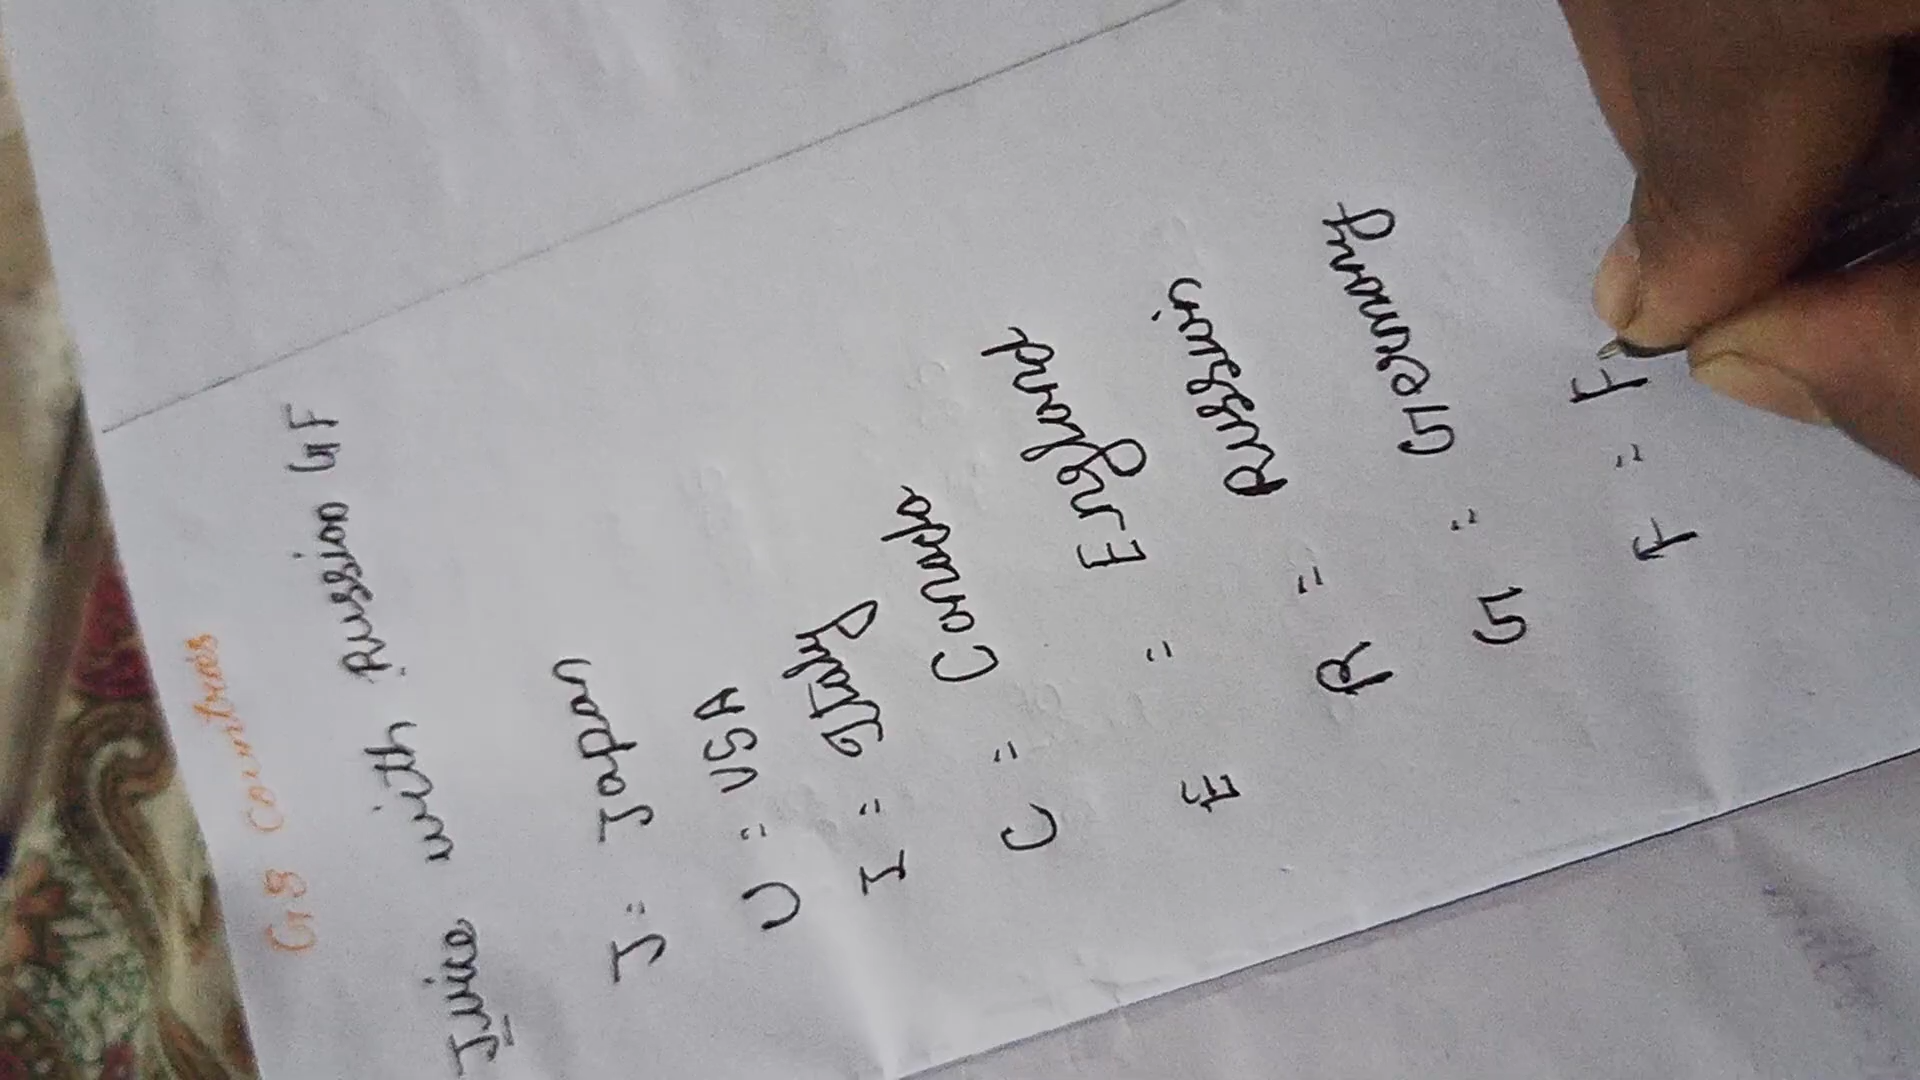 G8 Countries
Juice with Russian GF
J = Japan
U = USA
I = Italy
C = Canada
E = England
R = Russian
G = Germany
F = F